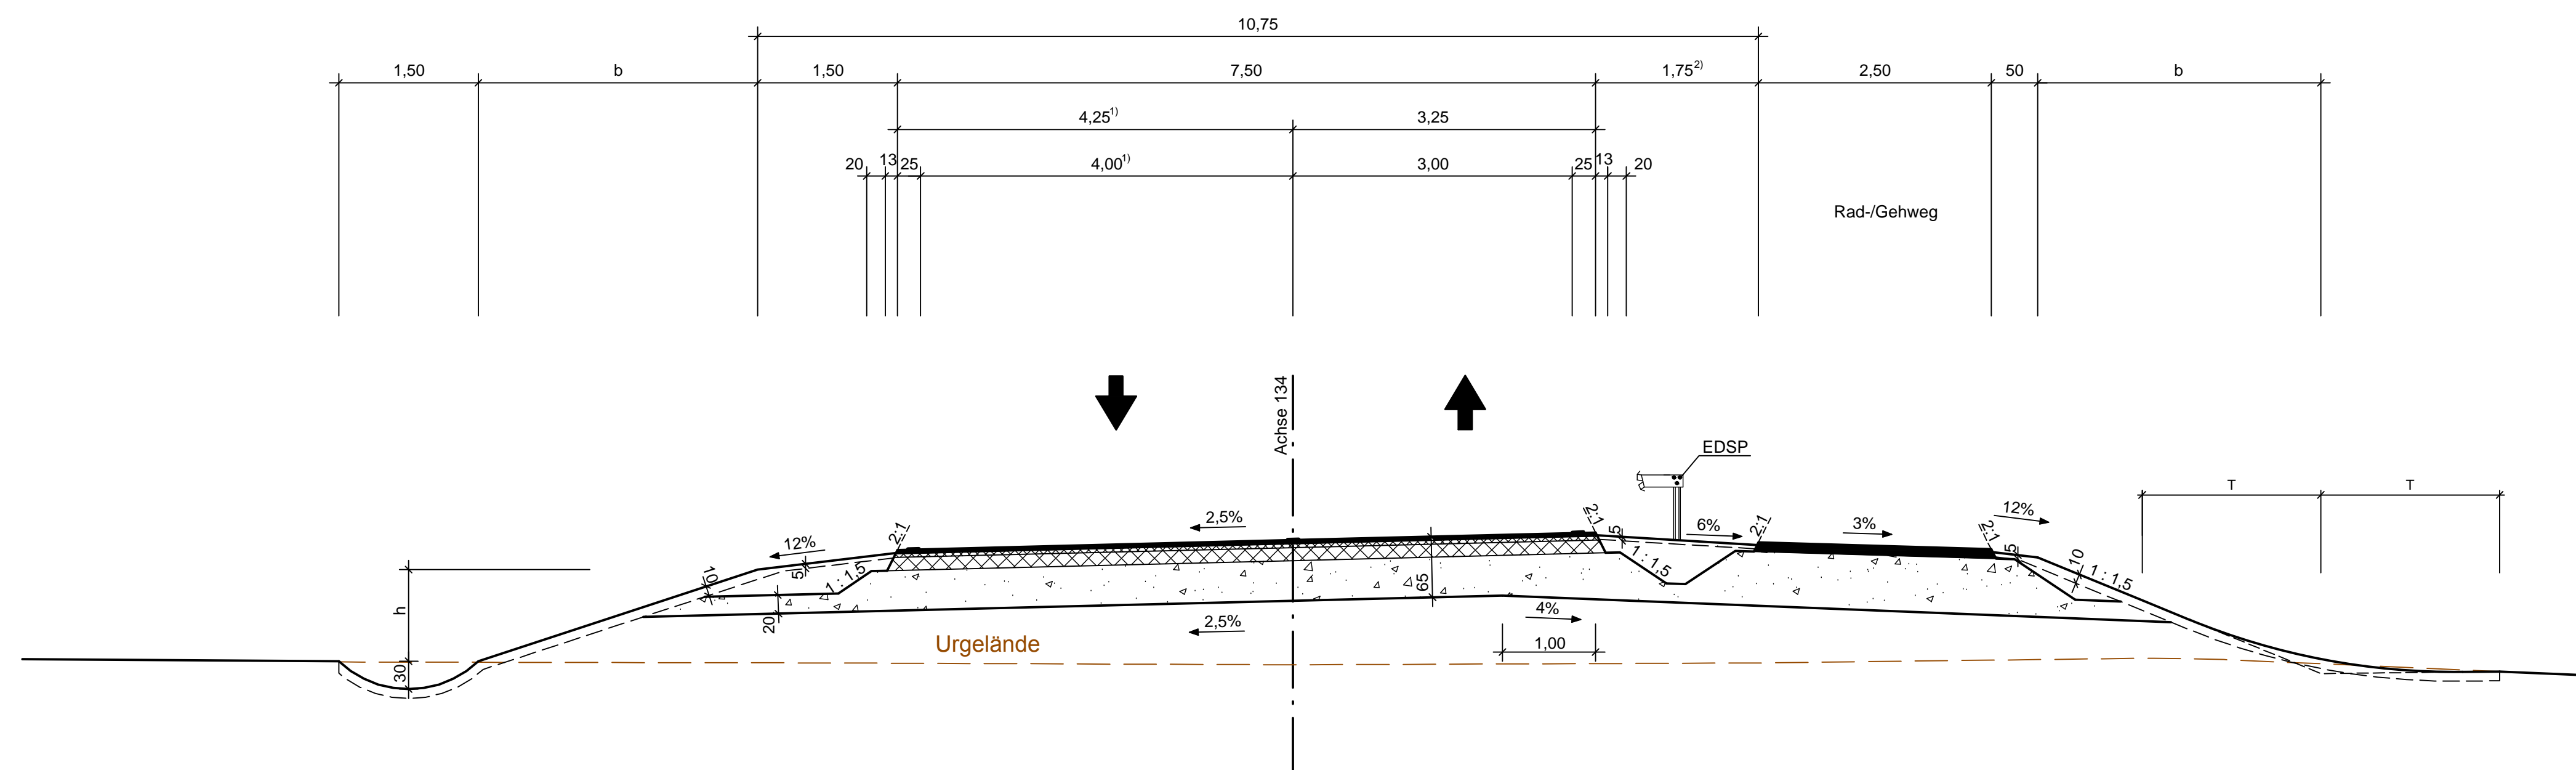 10,75
1,50 b 1,50 7,50 1,75²⁾ 2,50 50 b
4,25¹⁾ 3,25
20 13 25 4,00¹⁾ 3,00 25 13 20
Rad-/Gehweg
Achse 134
EDSP
T T
12% 2:1 2,5% 2:1 5 6% 2:1 3% 2:1 12%
10 5 1 : 1,5 65 1 : 1,5 5 10 1 : 1,5
h 20 2,5% 4%
Urgelände 1,00
30